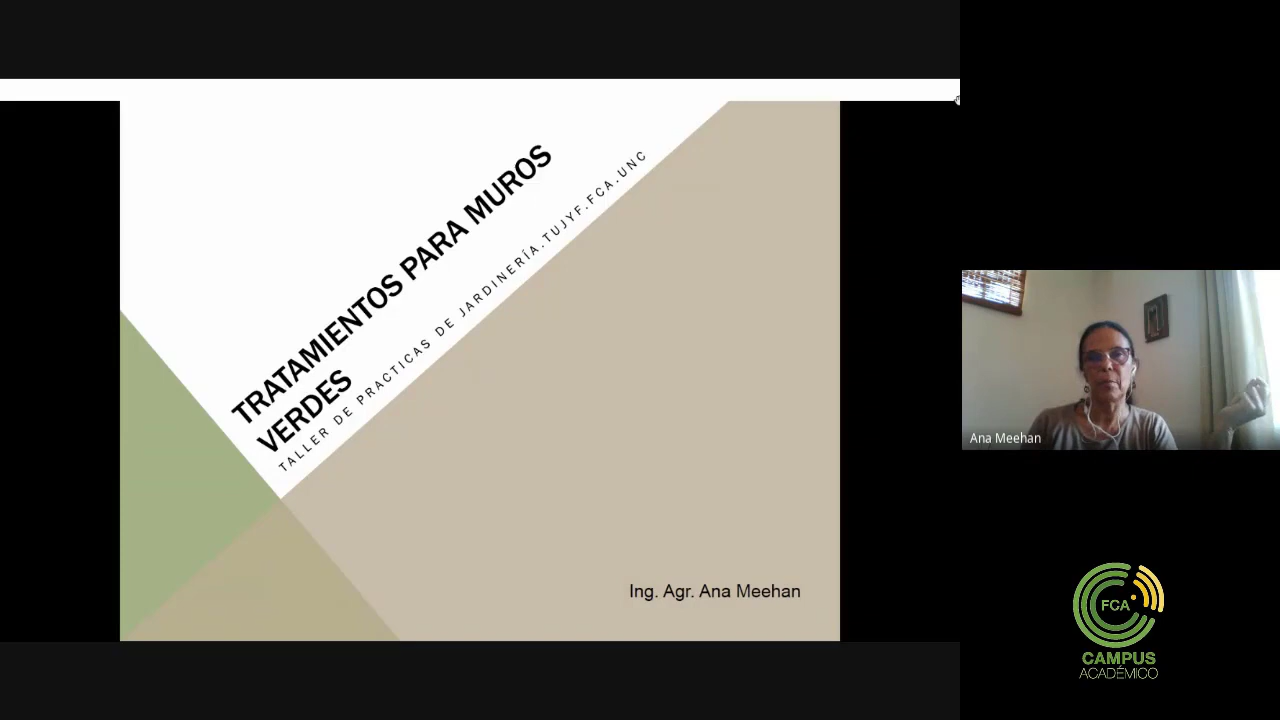 TRATAMIENTOS PARA MUROS
VERDES
TALLER DE PRACTICAS DE JARDINERÍA.TUJYF.FCA.UNC
Ing. Agr. Ana Meehan
Ana Meehan
FCA
CAMPUS
ACADÉMICO